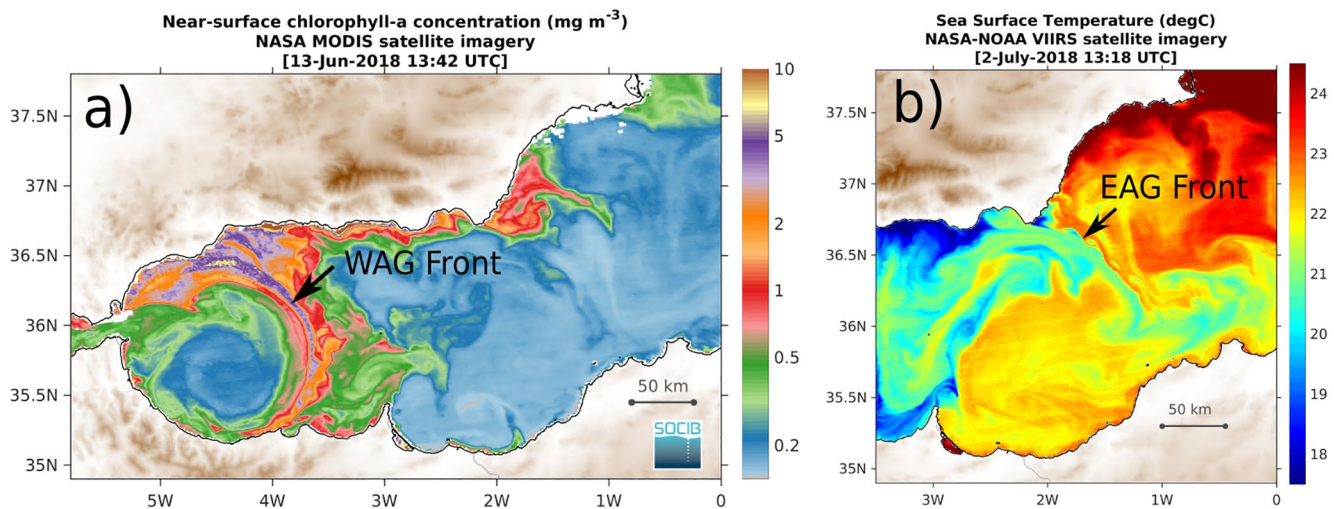 Near-surface chlorophyll-a concentration (mg m⁻³)
NASA MODIS satellite imagery
[13-Jun-2018 13:42 UTC]
a)
WAG Front
50 km
SOCIB
37.5N
37N
36.5N
36N
35.5N
35N
5W
4W
3W
2W
1W
0
10
5
2
1
0.5
0.2
Sea Surface Temperature (degC)
NASA-NOAA VIIRS satellite imagery
[2-July-2018 13:18 UTC]
b)
EAG Front
50 km
37.5N
37N
36.5N
36N
35.5N
35N
3W
2W
1W
0
24
23
22
21
20
19
18